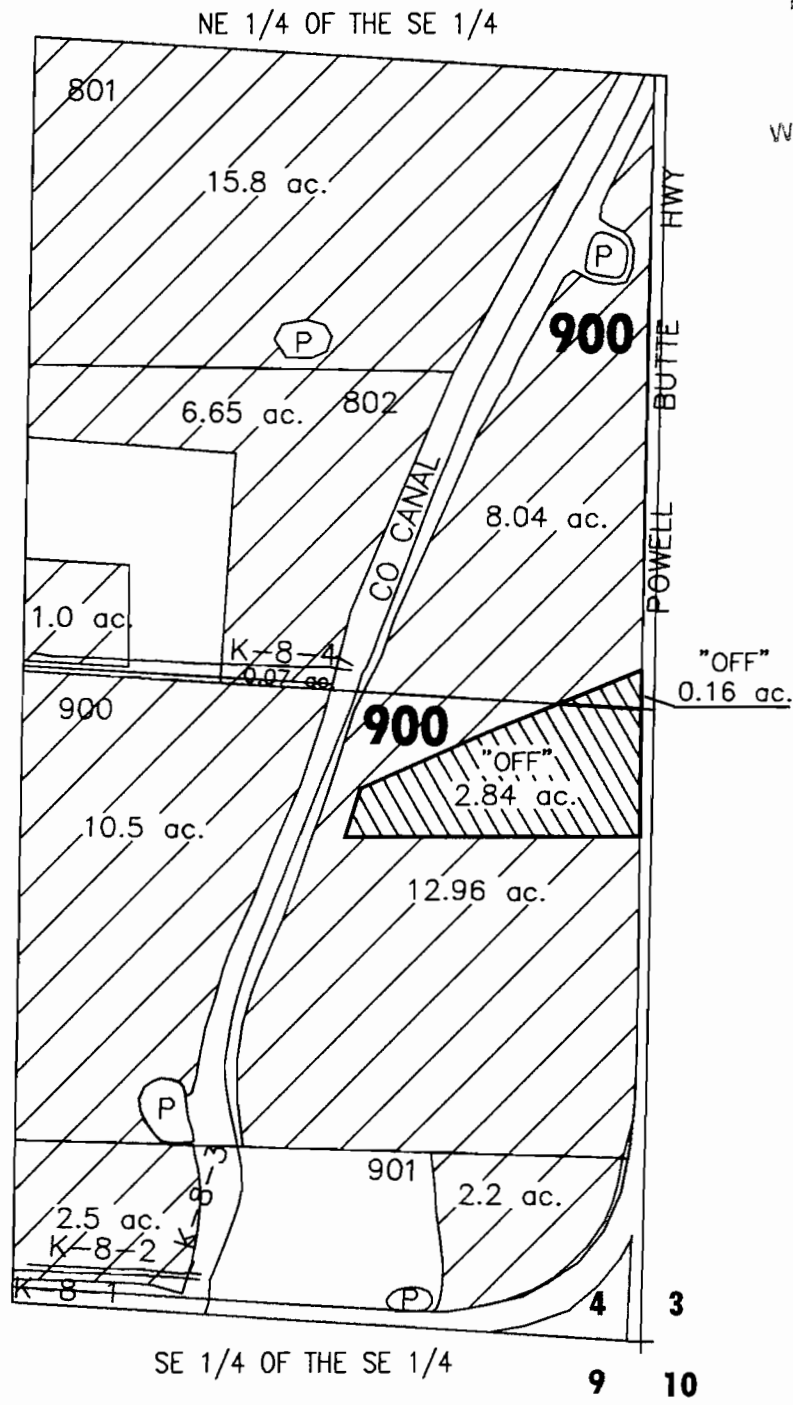 NE 1/4 OF THE SE 1/4
801
W
15.8 ac.
HWY
P
900
P
BUTTE
6.65 ac.
802
CO CANAL
8.04 ac.
POWELL
1.0 ac.
K-8-4
0.07 ac.
"OFF"
0.16 ac.
900
900
"OFF"
2.84 ac.
10.5 ac.
12.96 ac.
P
901
K-8-3
2.2 ac.
2.5 ac.
K-8-2
K-8-1
P
4
3
SE 1/4 OF THE SE 1/4
9
10